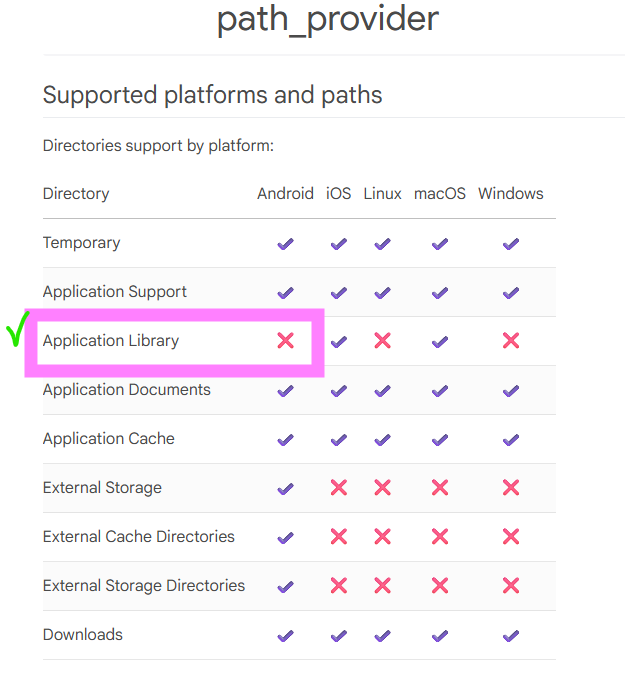 path_provider
Supported platforms and paths
Directories support by platform:
Directory Android iOS Linux macOS Windows
Temporary
Application Support
Application Library
Application Documents
Application Cache
External Storage
External Cache Directories
External Storage Directories
Downloads